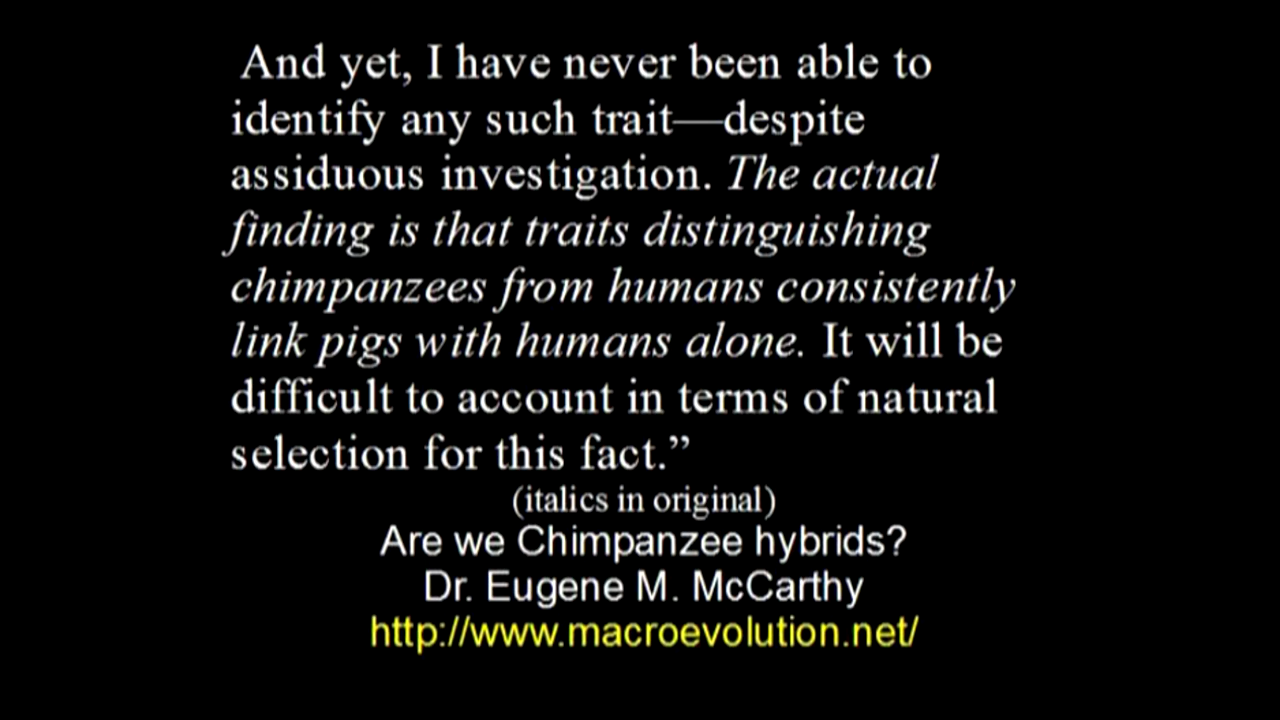 And yet, I have never been able to
identify any such trait—despite
assiduous investigation. The actual
finding is that traits distinguishing
chimpanzees from humans consistently
link pigs with humans alone. It will be
difficult to account in terms of natural
selection for this fact.”
(italics in original)
Are we Chimpanzee hybrids?
Dr. Eugene M. McCarthy
http://www.macroevolution.net/